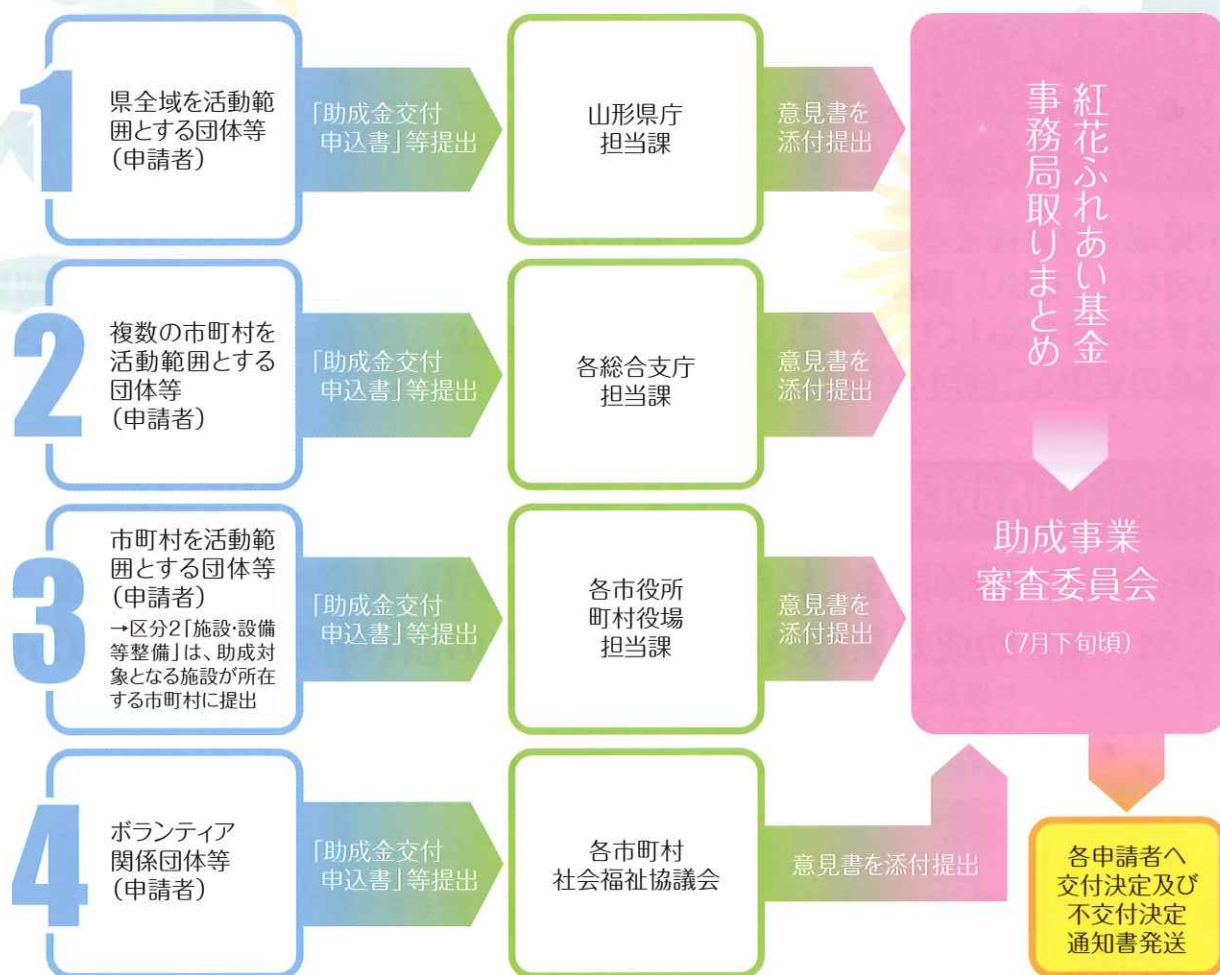 1
県全域を活動範
囲とする団体等
(申請者)
「助成金交付
申込書」等提出
山形県庁
担当課
意見書を
添付提出
2
複数の市町村を
活動範囲とする
団体等
(申請者)
「助成金交付
申込書」等提出
各総合支庁
担当課
意見書を
添付提出
3
市町村を活動範
囲とする団体等
(申請者)
→区分2「施設・設備
等整備」は、助成対
象となる施設が所在
する市町村に提出
「助成金交付
申込書」等提出
各市役所
町村役場
担当課
意見書を
添付提出
4
ボランティア
関係団体等
(申請者)
「助成金交付
申込書」等提出
各市町村
社会福祉協議会
意見書を添付提出
紅花ふれあい基金
事務局取りまとめ
助成事業
審査委員会
(7月下旬頃)
各申請者へ
交付決定及び
不交付決定
通知書発送